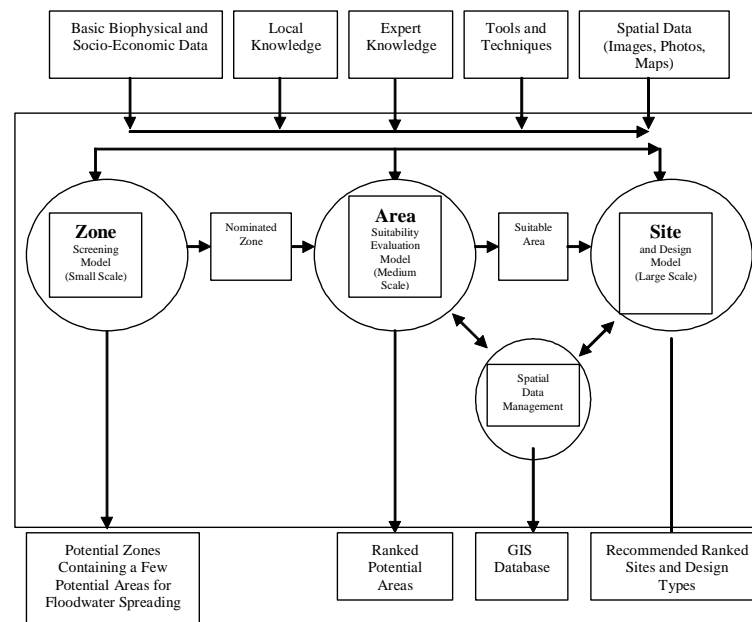 Basic Biophysical and
Socio-Economic Data
Local
Knowledge
Expert
Knowledge
Tools and
Techniques
Spatial Data
(Images, Photos,
Maps)
Zone
Screening
Model
(Small Scale)
Nominated
Zone
Area
Suitability
Evaluation
Model
(Medium
Scale)
Suitable
Area
Site
and Design
Model
(Large Scale)
Spatial
Data
Management
Potential Zones
Containing a Few
Potential Areas for
Floodwater Spreading
Ranked
Potential
Areas
GIS
Database
Recommended Ranked
Sites and Design
Types